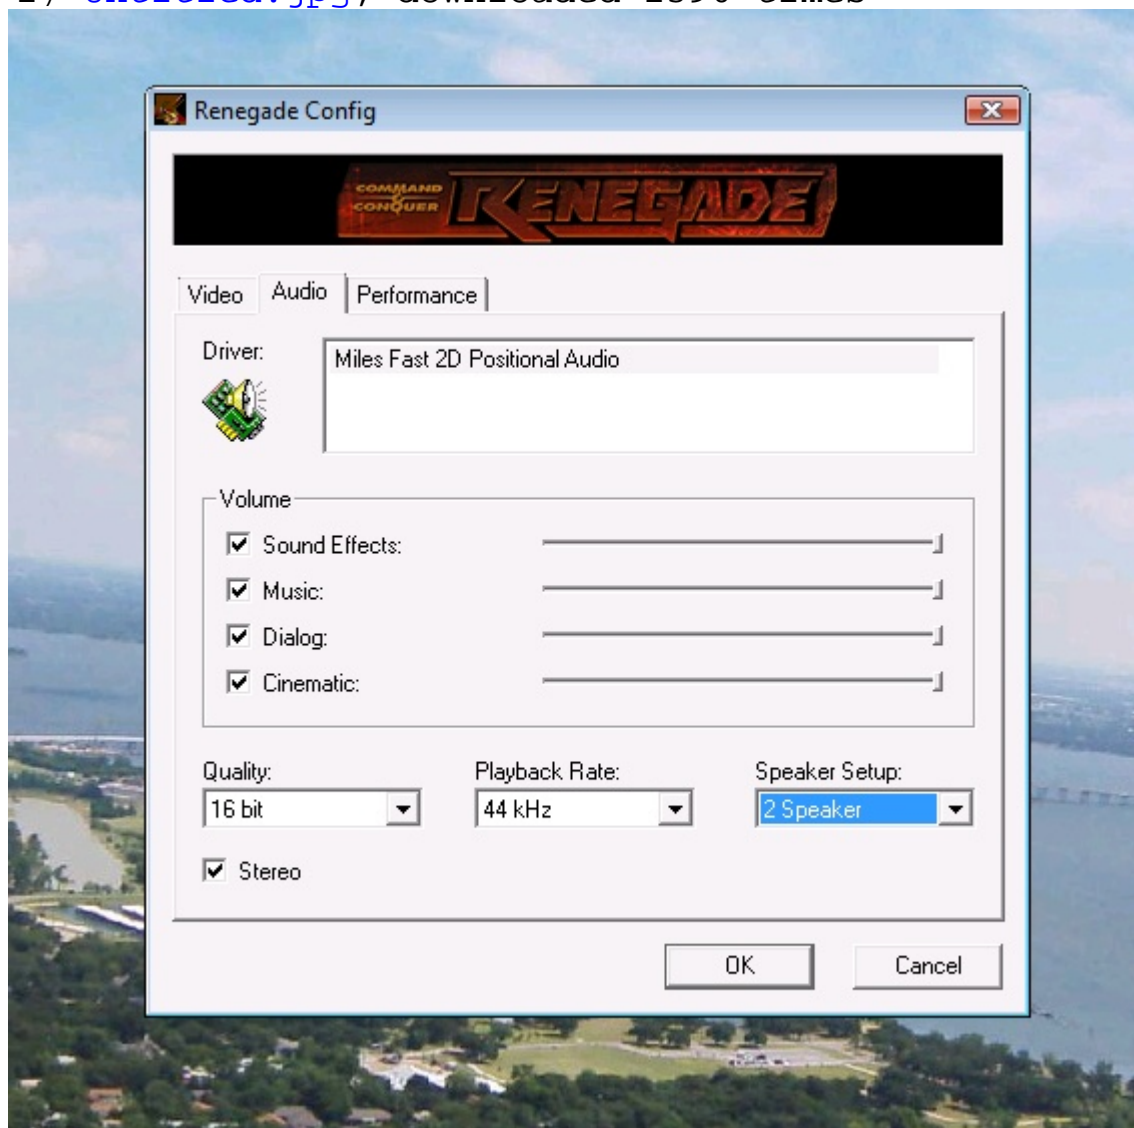 Renegade Config
COMMAND & CONQUER RENEGADE
Video Audio Performance
Driver:
Miles Fast 2D Positional Audio
Volume
Sound Effects:
Music:
Dialog:
Cinematic:
Quality: Playback Rate: Speaker Setup:
16 bit 44 kHz 2 Speaker
Stereo
OK Cancel